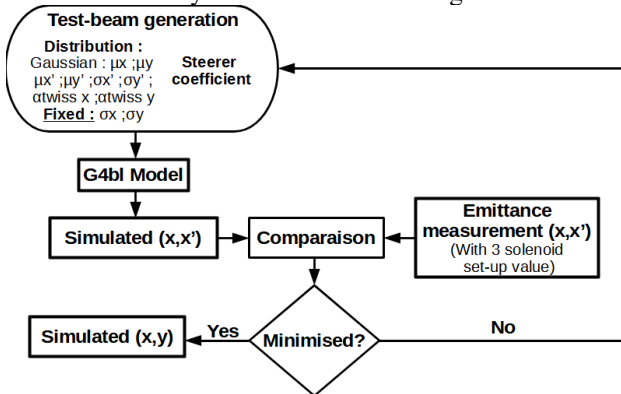 Test-beam generation
Distribution :
Gaussian : μx ;μy
μx' ;μy' ;σx' ;σy' ;
αtwiss x ;αtwiss y
Fixed : σx ;σy
Steerer
coefficient
G4bl Model
Simulated (x,x')
Comparaison
Emittance
measurement (x,x')
(With 3 solenoid
set-up value)
Minimised?
Yes
No
Simulated (x,y)